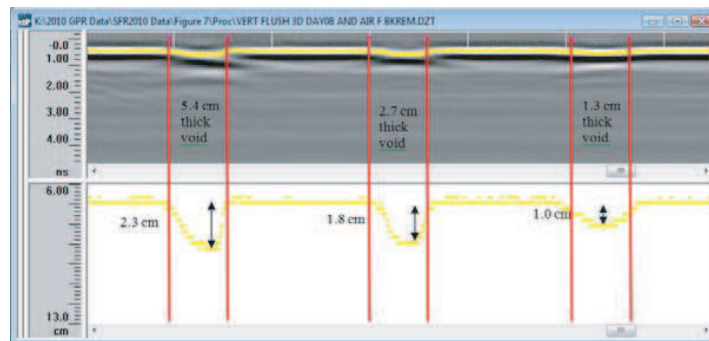 K:\2010 GPR Data\SFR2010 Data\Figure 7\Proc\VERT FLUSH 3D DAY08 AND AIR F BKREM.DZT
-0.0
1.00
2.00
3.00
4.00
ns
5.4 cm
thick
void
2.7 cm
thick
void
1.3 cm
thick
void
6.00
2.3 cm
1.8 cm
1.0 cm
13.0
cm